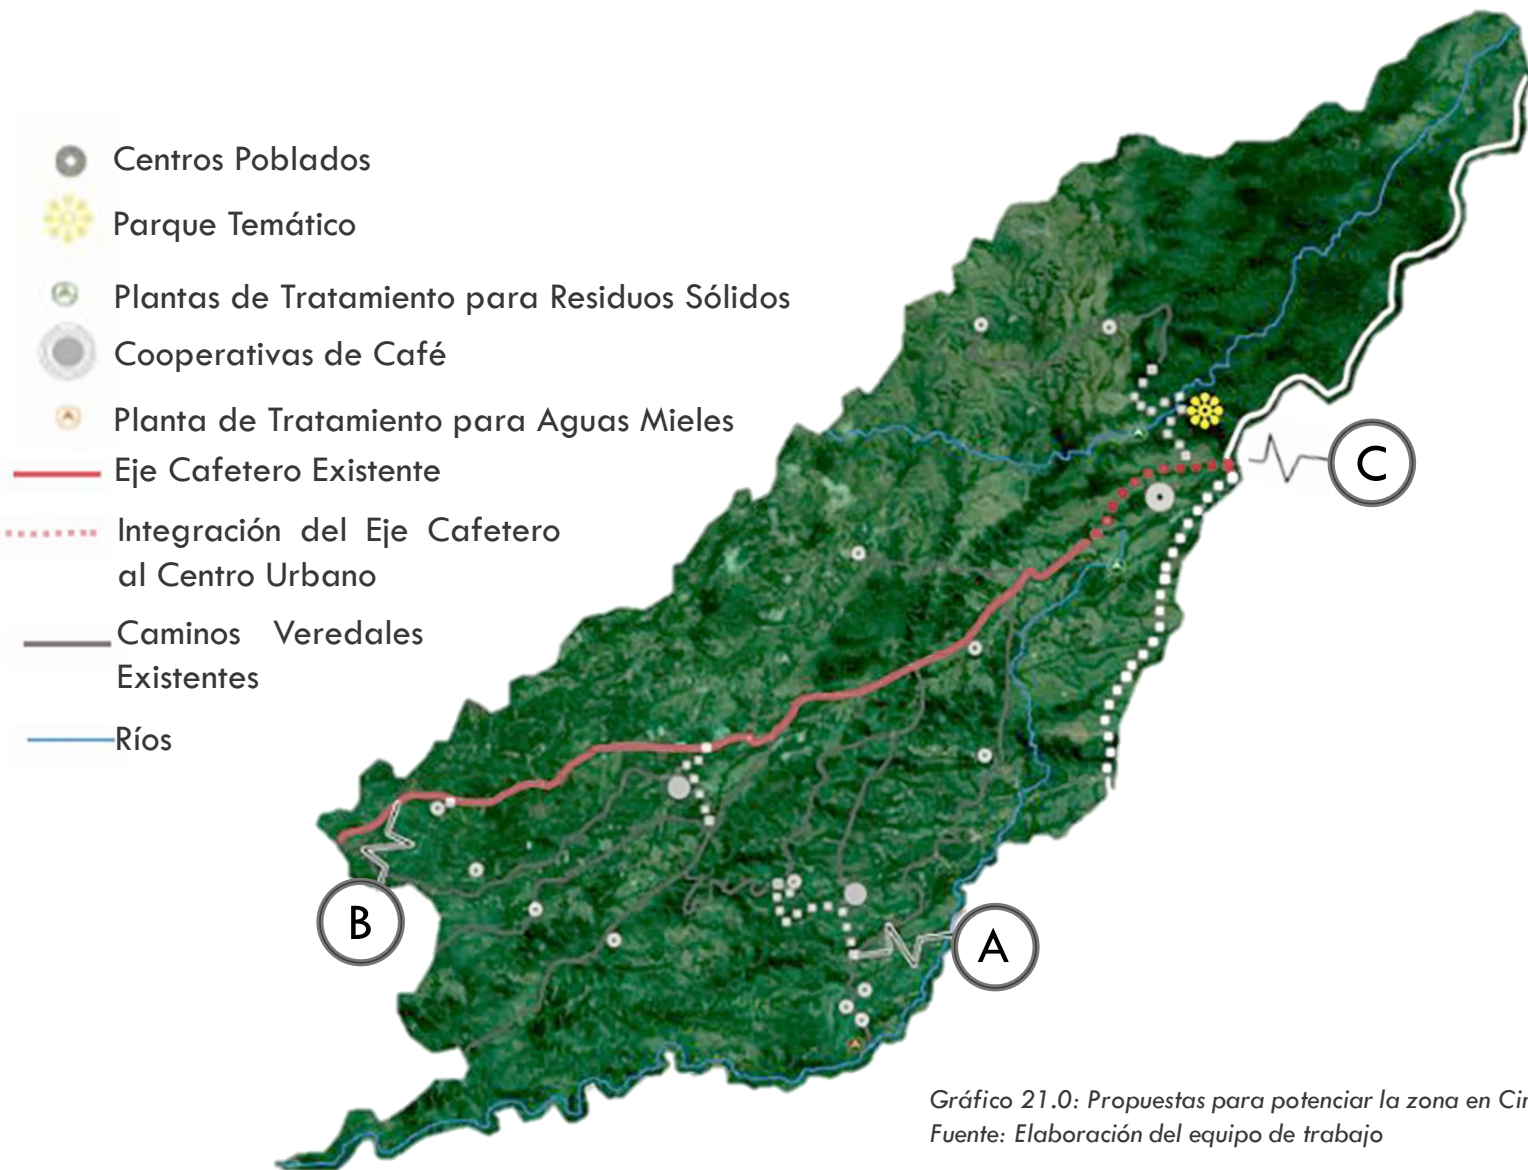 Centros Poblados
Parque Temático
Plantas de Tratamiento para Residuos Sólidos
Cooperativas de Café
Planta de Tratamiento para Aguas Mieles
Eje Cafetero Existente
Integración del Eje Cafetero
al Centro Urbano
Caminos Veredales
Existentes
Ríos
C
B
A
Gráfico 21.0: Propuestas para potenciar la zona en
Fuente: Elaboración del equipo de trabajo